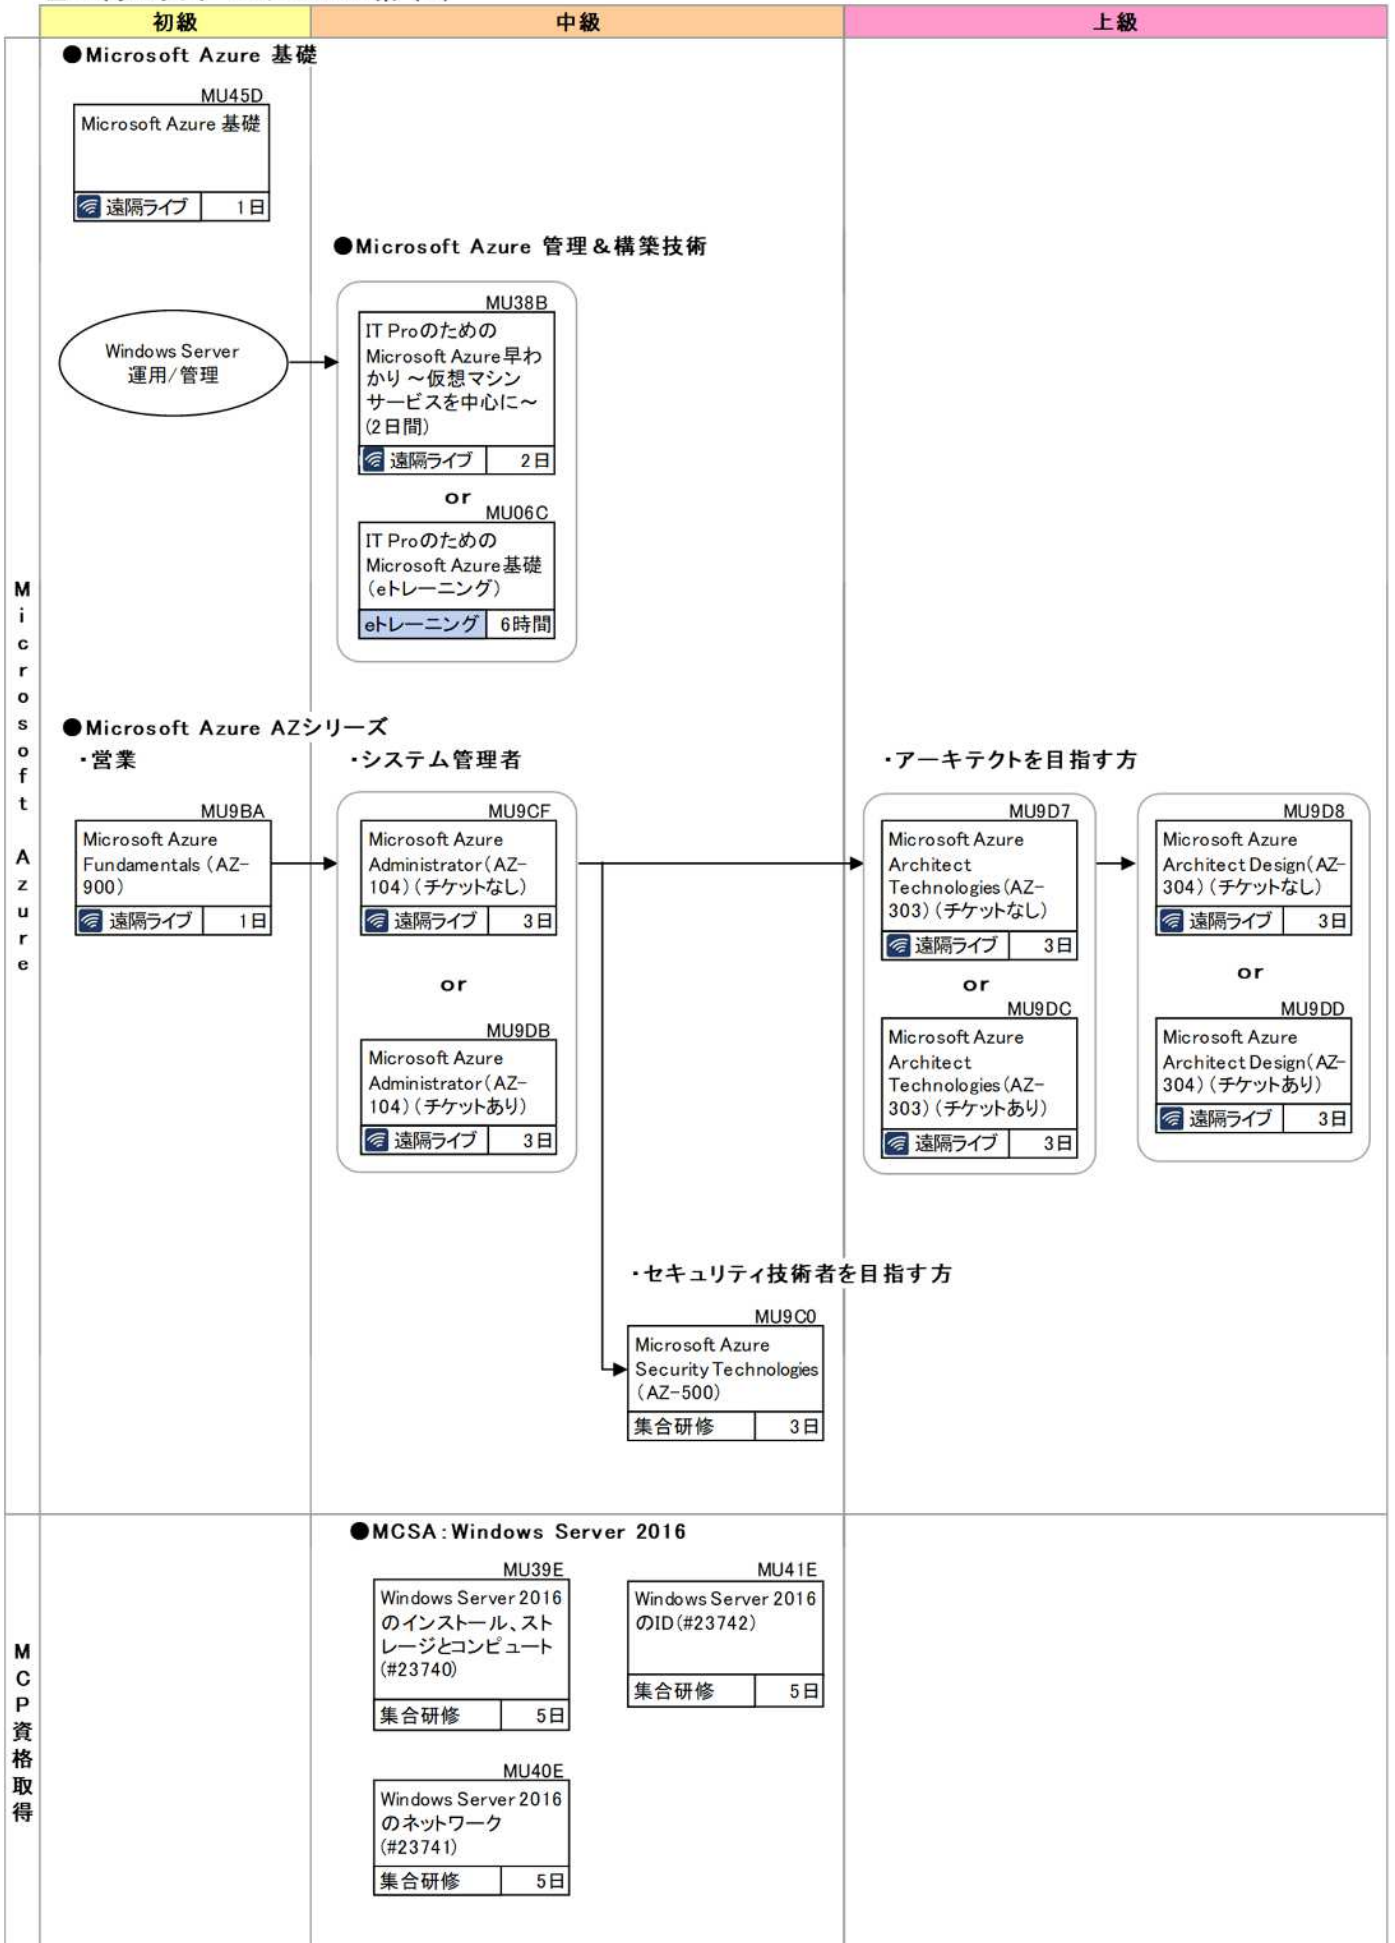 初級
中級
上級
Microsoft Azure
●Microsoft Azure 基礎
MU45D
Microsoft Azure 基礎
遠隔ライブ 1日
●Microsoft Azure 管理&構築技術
Windows Server
運用/管理
MU38B
IT Proのための
Microsoft Azure早わ
かり ~仮想マシン
サービスを中心に~
(2日間)
遠隔ライブ 2日
or
MU06C
IT Proのための
Microsoft Azure基礎
(eトレーニング)
eトレーニング 6時間
●Microsoft Azure AZシリーズ
・営業
MU9BA
Microsoft Azure
Fundamentals (AZ-
900)
遠隔ライブ 1日
・システム管理者
MU9CF
Microsoft Azure
Administrator(AZ-
104)(チケットなし)
遠隔ライブ 3日
or
MU9DB
Microsoft Azure
Administrator(AZ-
104)(チケットあり)
遠隔ライブ 3日
・アーキテクトを目指す方
MU9D7
Microsoft Azure
Architect
Technologies(AZ-
303)(チケットなし)
遠隔ライブ 3日
or
MU9DC
Microsoft Azure
Architect
Technologies(AZ-
303)(チケットあり)
遠隔ライブ 3日
MU9D8
Microsoft Azure
Architect Design(AZ-
304)(チケットなし)
遠隔ライブ 3日
or
MU9DD
Microsoft Azure
Architect Design(AZ-
304)(チケットあり)
遠隔ライブ 3日
・セキュリティ技術者を目指す方
MU9C0
Microsoft Azure
Security Technologies
(AZ-500)
集合研修 3日
MCP資格取得
●MCSA:Windows Server 2016
MU39E
Windows Server 2016
のインストール、スト
レージとコンピュート
(#23740)
集合研修 5日
MU41E
Windows Server 2016
のID(#23742)
集合研修 5日
MU40E
Windows Server 2016
のネットワーク
(#23741)
集合研修 5日